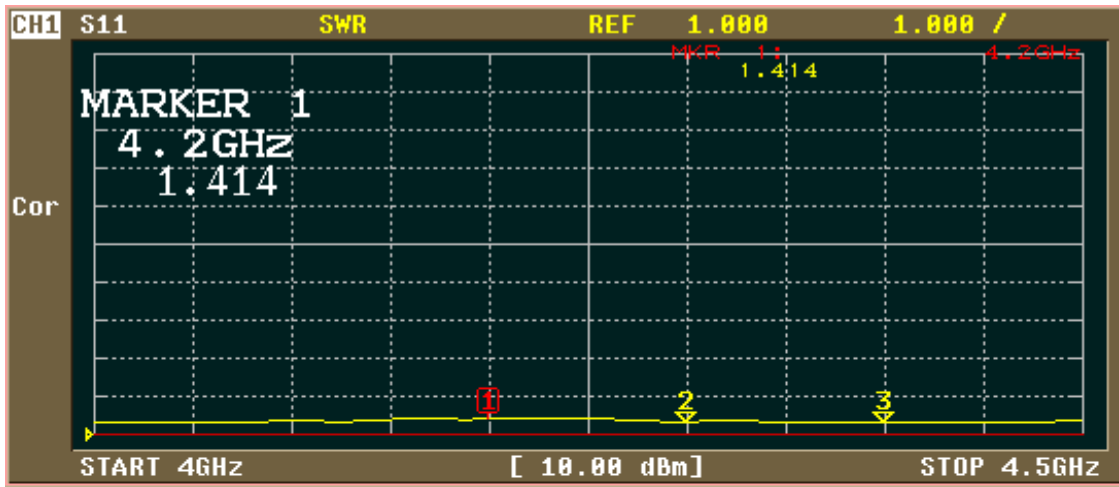 CH1 S11 SWR REF 1.000 1.000 /
MKR 1: 4.2GHz
1.414
MARKER 1
4.2GHz
1.414
Cor
1 2 3
START 4GHz [ 10.00 dBm] STOP 4.5GHz